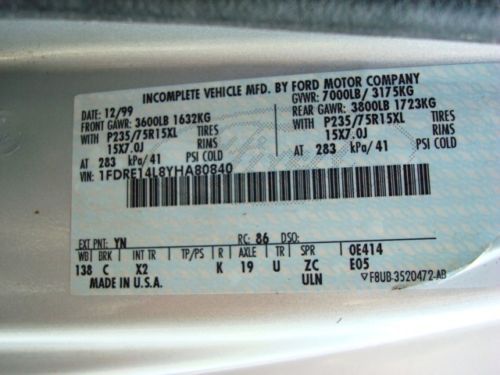 INCOMPLETE VEHICLE MFD. BY FORD MOTOR COMPANY
DATE: 12/99 GVWR: 7000LB/ 3175KG
FRONT GAWR: 3600LB 1632KG REAR GAWR: 3800LB 1723KG
WITH P235/75R15XL TIRES WITH P235/75R15XL TIRES
15X7.0J RIMS 15X7.0J RIMS
AT 283 kPa/ 41 PSI COLD AT 283 kPa/ 41 PSI COLD
VIN: 1FDRE14L8YHA80840
EXT PNT: YN RC: 86 DSO:
WB BRK INT TR TP/PS R AXLE TR SPR 0E414
138 C X2 K 19 U ZC E05
MADE IN U.S.A. ULN ▽F8UB-3520472-AB